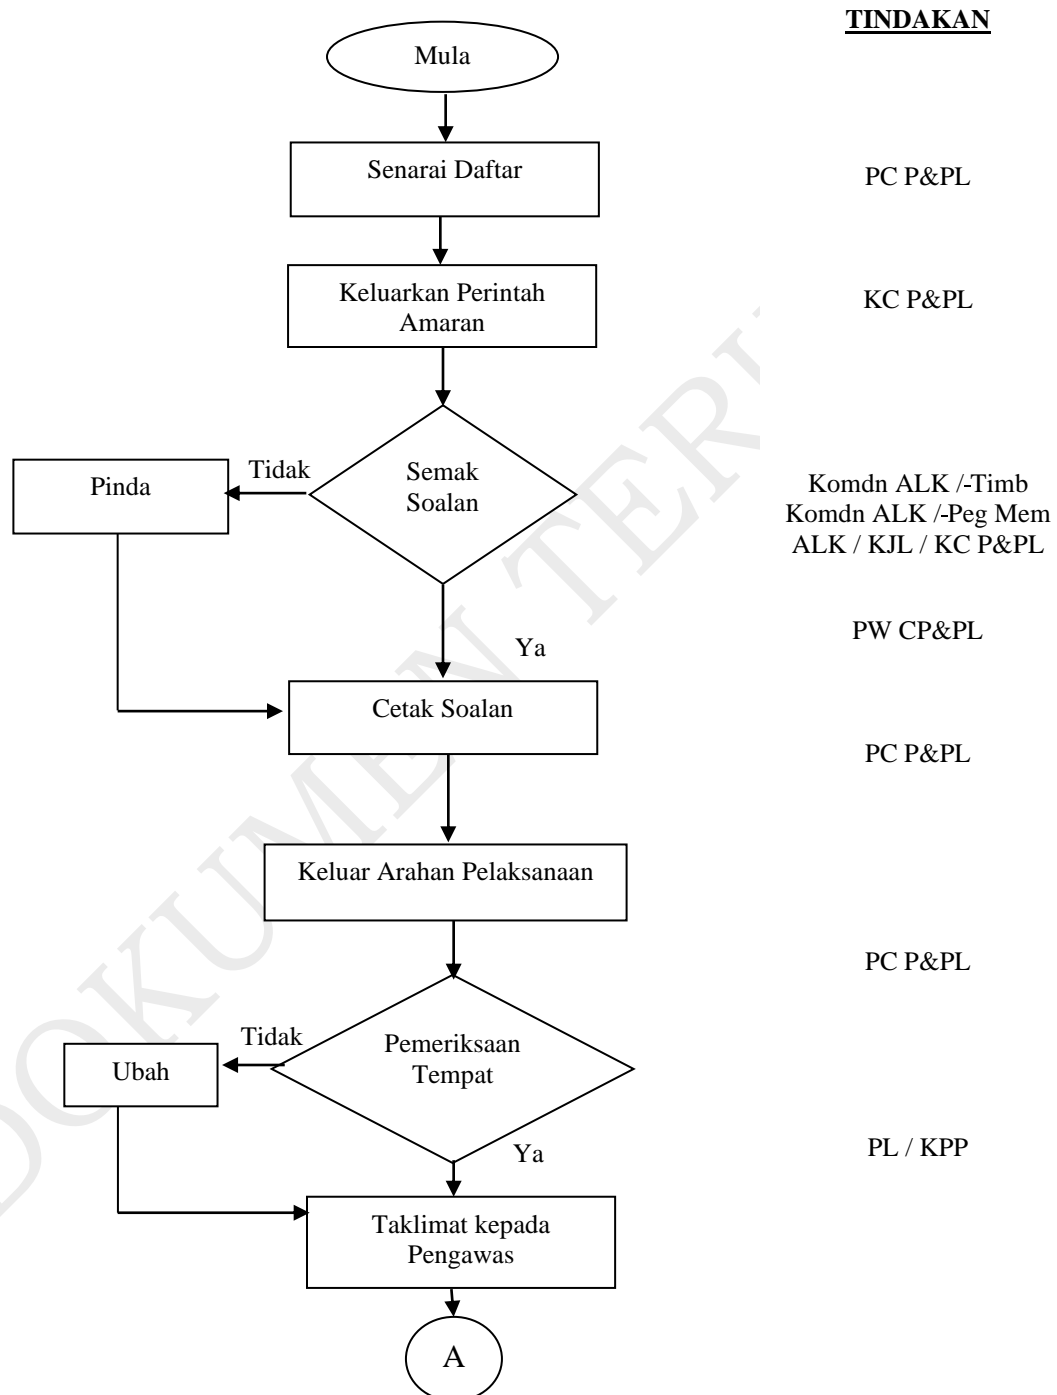 TINDAKAN
Mula
Senarai Daftar
PC P&PL
Keluarkan Perintah
Amaran
KC P&PL
Tidak
Pinda
Semak
Soalan
Komdn ALK /-Timb
Komdn ALK /-Peg Mem
ALK / KJL / KC P&PL
Ya
PW CP&PL
Cetak Soalan
PC P&PL
Keluar Arahan Pelaksanaan
PC P&PL
Tidak
Ubah
Pemeriksaan
Tempat
Ya
PL / KPP
Taklimat kepada
Pengawas
A
DOKUMEN